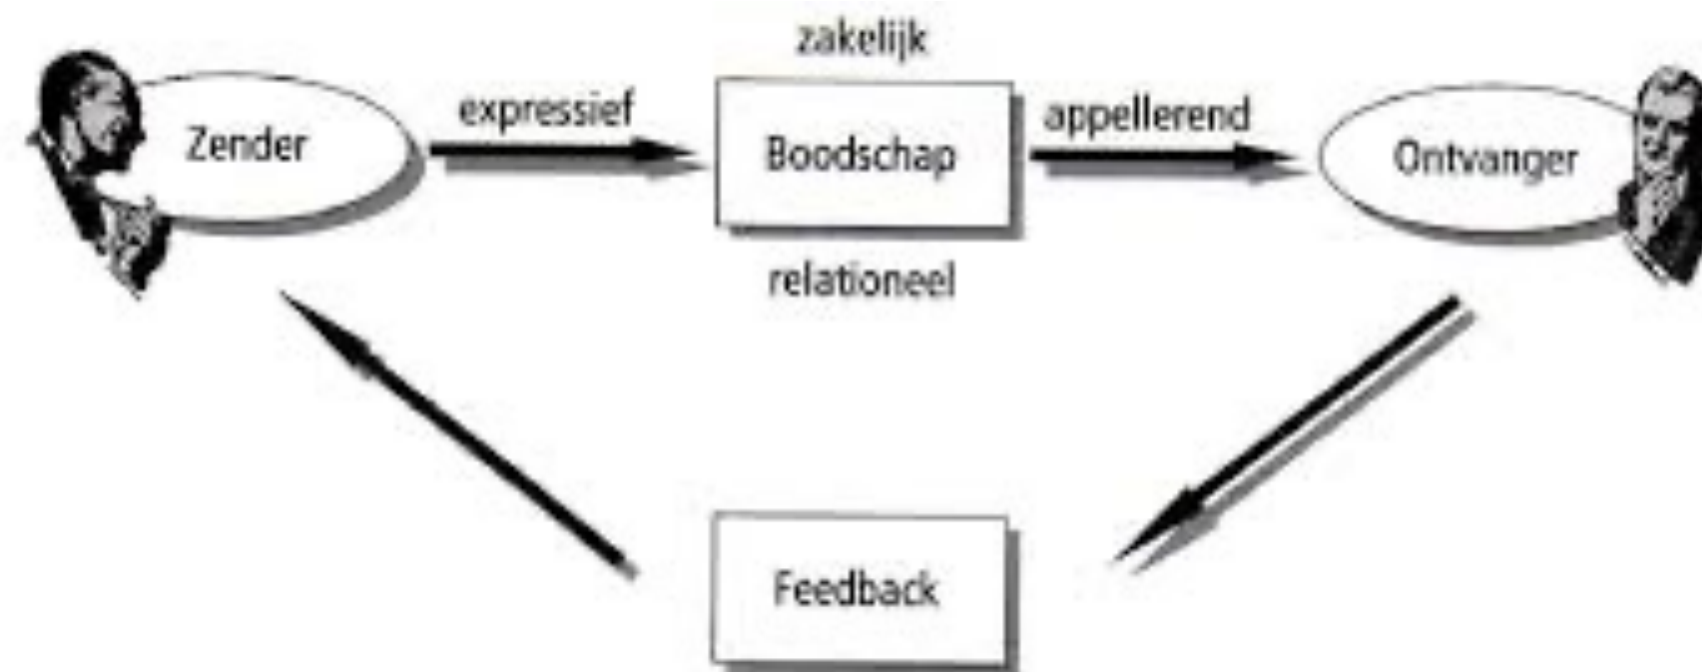 zakelijk
expressief
appellerend
Zender
Boodschap
Ontvanger
relationeel
Feedback